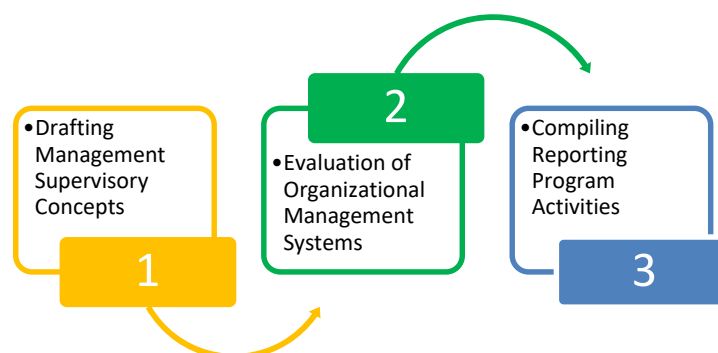 •Drafting
Management
Supervisory
Concepts
1
2
•Evaluation of
Organizational
Management
Systems
•Compiling
Reporting
Program
Activities
3